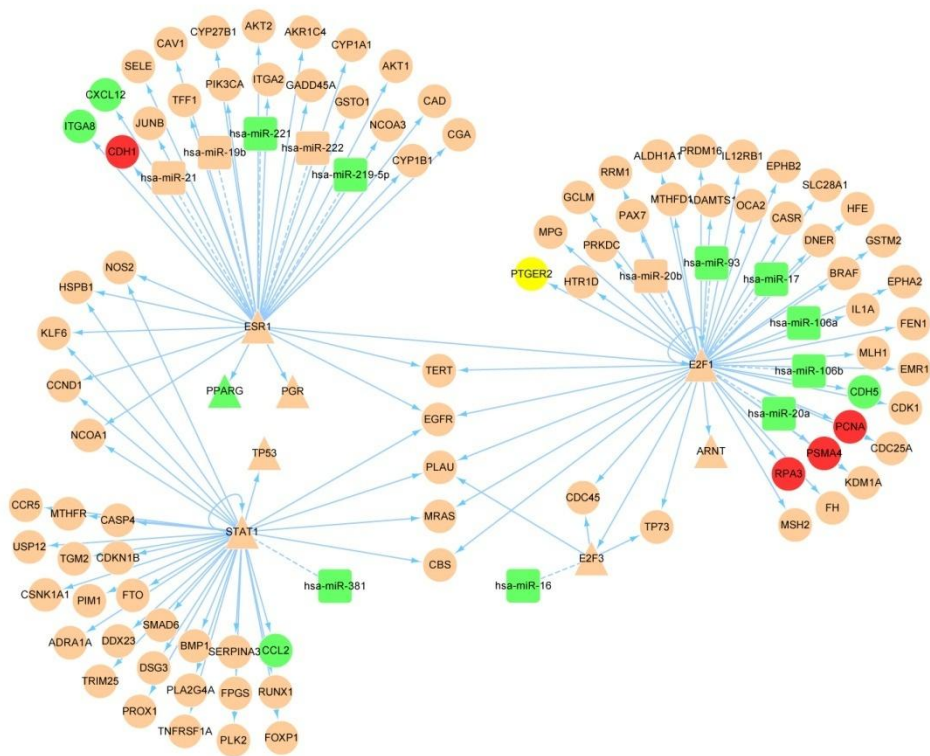 AKT2
CYP27B1
AKR1C4
CAV1
CYP1A1
SELE
PIK3CA
ITGA2
GADD45A
AKT1
CXCL12
TFF1
GSTO1
CAD
ITGA8
JUNB
hsa-miR-221
NCOA3
CGA
CDH1
hsa-miR-19b
hsa-miR-222
CYP1B1
hsa-miR-21
hsa-miR-219-5p
ALDH1A1
PRDM16
IL12RB1
RRM1
EPHB2
GCLM
MTHFD1
ADAMTS1
OCA2
SLC28A1
MPG
PAX7
CASR
HFE
PRKDC
DNER
GSTM2
PTGER2
HTR1D
hsa-miR-20b
hsa-miR-93
hsa-miR-17
BRAF
EPHA2
NOS2
HSPB1
KLF6
ESR1
hsa-miR-106a
IL1A
FEN1
CCND1
PPARG
PGR
TERT
E2F1
hsa-miR-106b
MLH1
EMR1
CDH5
CDK1
NCOA1
EGFR
hsa-miR-20a
PCNA
CDC25A
TP53
PLAU
ARNT
PSMA4
RPA3
KDM1A
CDC45
FH
CCR5
MTHFR
CASP4
STAT1
MRAS
TP73
MSH2
USP12
TGM2
CDKN1B
CBS
E2F3
CSNK1A1
PIM1
FTO
hsa-miR-381
hsa-miR-16
ADRA1A
DDX23
SMAD6
BMP1
SERPINA3
CCL2
TRIM25
DSG3
PLA2G4A
FPGS
RUNX1
PROX1
TNFRSF1A
PLK2
FOXP1